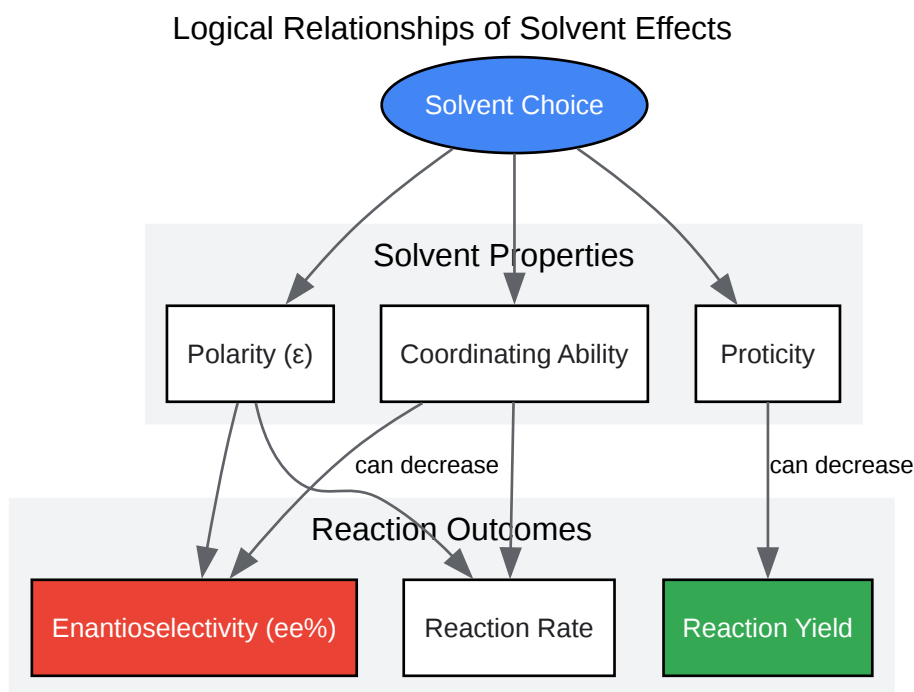 Logical Relationships of Solvent Effects
Solvent Choice
Solvent Properties
Polarity (ε)
Coordinating Ability
Proticity
can decrease
can decrease
Reaction Outcomes
Enantioselectivity (ee%)
Reaction Rate
Reaction Yield